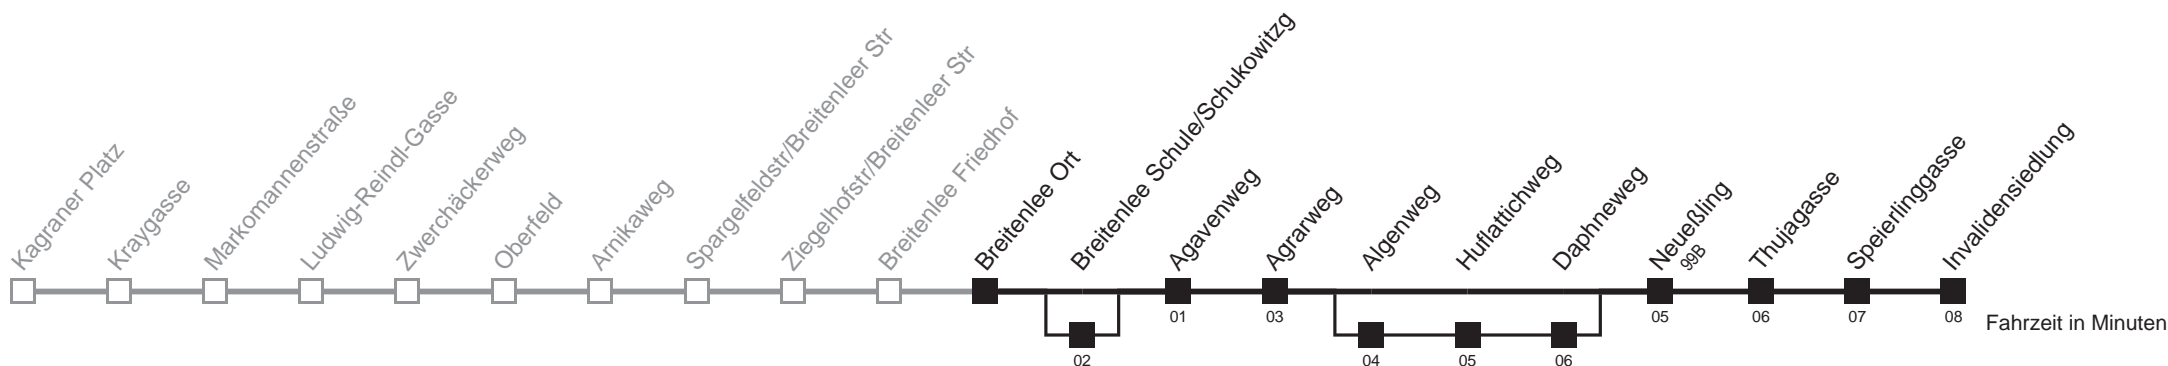 Kagraner Platz
Kraygasse
Markomannenstraße
Ludwig-Reindl-Gasse
Zwerchäckerweg
Oberfeld
Arnikaweg
Spargelfeldstr/Breitenleer Str
Ziegelhofstr/Breitenleer Str
Breitenlee Friedhof
Breitenlee Ort
Breitenlee Schule/Schukowitzg
Agavenweg
Agrarweg
Algenweg
Huflattichweg
Daphneweg
Neueßling
99B
Thujagasse
Speierlinggasse
Invalidensiedlung
01
03
05
06
07
08
Fahrzeit in Minuten
02
04
05
06